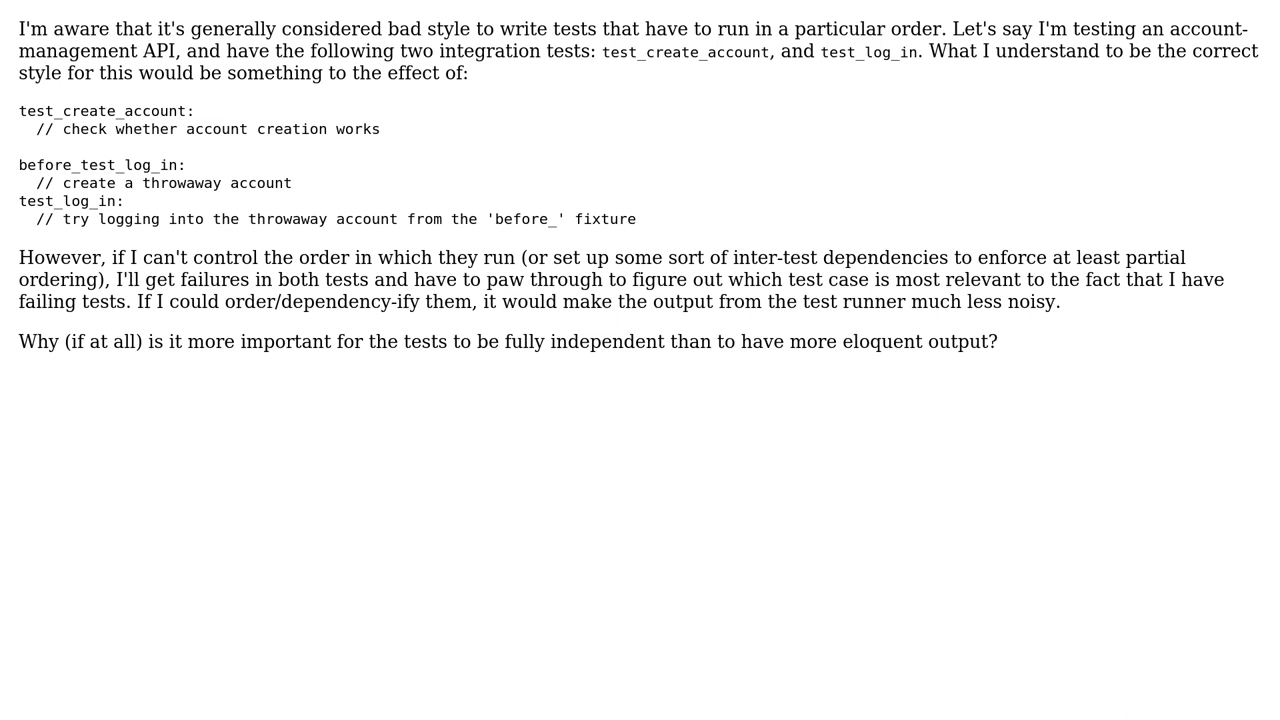 I'm aware that it's generally considered bad style to write tests that have to run in a particular order. Let's say I'm testing an account-
management API, and have the following two integration tests: test_create_account, and test_log_in. What I understand to be the correct
style for this would be something to the effect of:
test_create_account:
  // check whether account creation works
before_test_log_in:
  // create a throwaway account
test_log_in:
  // try logging into the throwaway account from the 'before_' fixture
However, if I can't control the order in which they run (or set up some sort of inter-test dependencies to enforce at least partial
ordering), I'll get failures in both tests and have to paw through to figure out which test case is most relevant to the fact that I have
failing tests. If I could order/dependency-ify them, it would make the output from the test runner much less noisy.
Why (if at all) is it more important for the tests to be fully independent than to have more eloquent output?